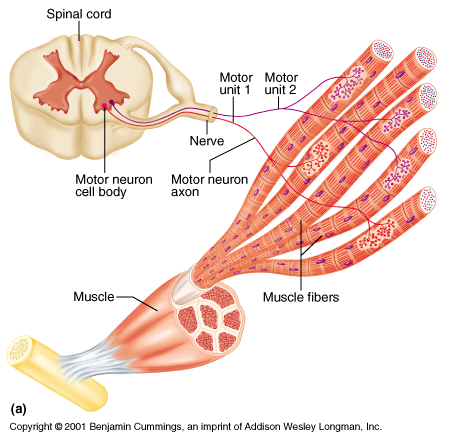 Spinal cord
Motor
unit 1
Motor
unit 2
Nerve
Motor neuron
cell body
Motor neuron
axon
Muscle
Muscle fibers
(a)
Copyright © 2001 Benjamin Cummings, an imprint of Addison Wesley Longman, Inc.